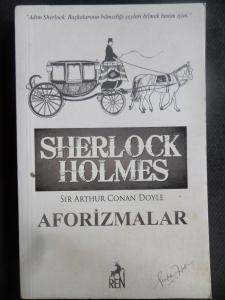 "Adım Sherlock. Başkalarının bilmediği şeyleri bilmek benim işim."
SHERLOCK
HOLMES
SIR ARTHUR CONAN DOYLE
AFORİZMALAR
REN